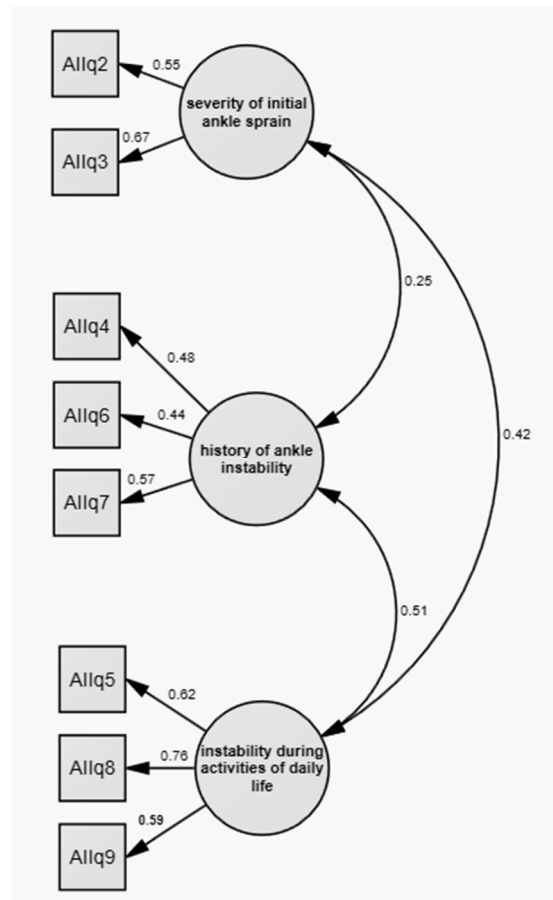 AIIq2
0.55
severity of initial
ankle sprain
AIIq3
0.67
0.25
AIIq4
0.48
0.42
AIIq6
0.44
history of ankle
instability
AIIq7
0.57
0.51
AIIq5
0.62
AIIq8
0.76
instability during
activities of daily
life
AIIq9
0.59